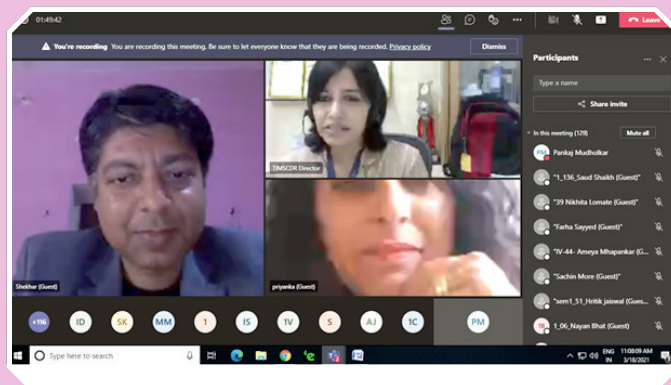 01:49:42
Leave
You're recording You are recording this meeting. Be sure to let everyone know that they are being recorded. Privacy policy
Dismiss
Participants
Type a name
Share invite
In this meeting (129)
Mute all
PM Pankaj Mudholkar
"1_136_Saud Shaikh (Guest)"
"39 Nikhita Lomate (Guest)"
"Farha Sayyed (Guest)"
"IV-44- Ameya Mhapankar (G...
"Sachin More (Guest)"
"sem1_51_Hritik jaiswal (Gues...
1B 1_06_Nayan Bhat (Guest)
TIMSCDR Director
Shekhar (Guest)
priyanka (Guest)
+116 ID SK MM 1 IS 1V S AJ 1C PM
Type here to search
ENG 11:08:09 AM
IN 3/18/2021